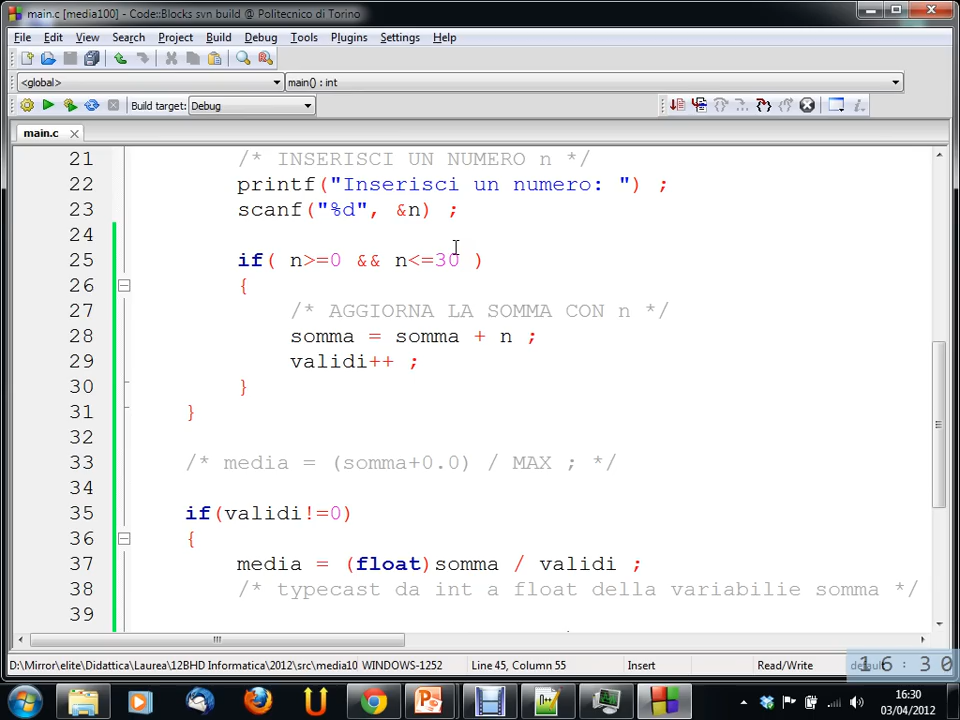 main.c [media100] - Code::Blocks svn build @ Politecnico di Torino
File Edit View Search Project Build Debug Tools Plugins Settings Help
<global> main() : int
Build target: Debug
main.c
21 /* INSERISCI UN NUMERO n */
22 printf("Inserisci un numero: ") ;
23 scanf("%d", &n) ;
24
25 if( n>=0 && n<=30 )
26 {
27 /* AGGIORNA LA SOMMA CON n */
28 somma = somma + n ;
29 validi++ ;
30 }
31 }
32
33 /* media = (somma+0.0) / MAX ; */
34
35 if(validi!=0)
36 {
37 media = (float)somma / validi ;
38 /* typecast da int a float della variabilie somma */
39
D:\Mirror\elite\Didattica\Laurea\12BHD Informatica\2012\src\media10 WINDOWS-1252 Line 45, Column 55 Insert Read/Write
16:30
16:30
03/04/2012